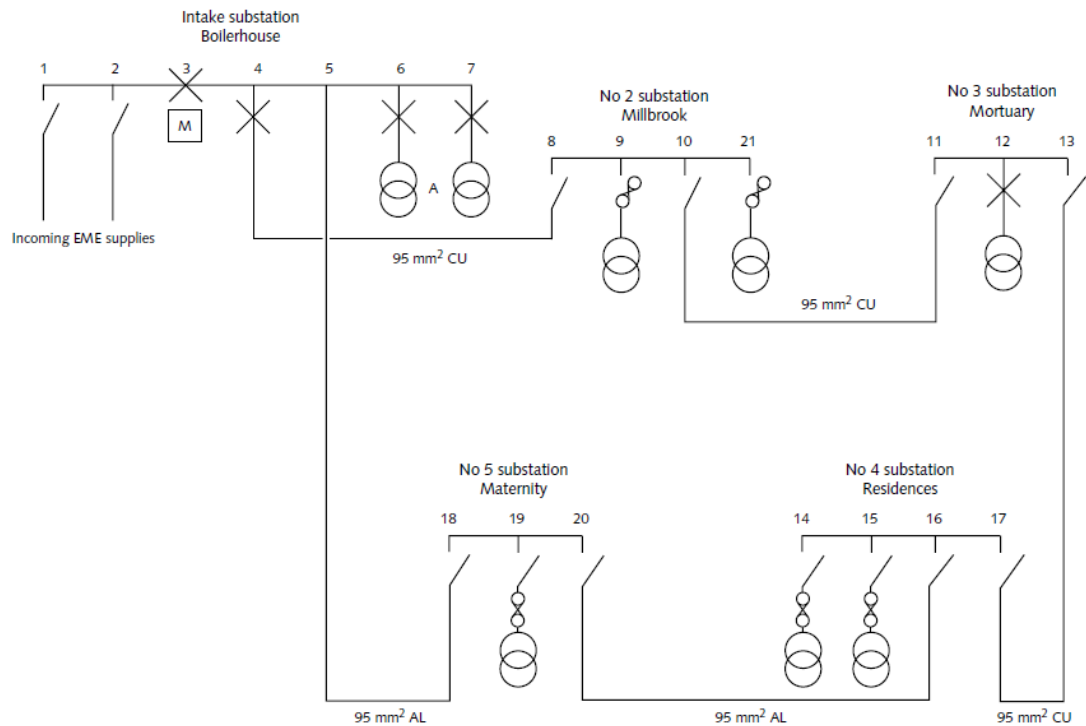 Intake substation
Boilerhouse
1 2 3 4 5 6 7
M
A
Incoming EME supplies
95 mm² CU
No 2 substation
Millbrook
8 9 10 21
95 mm² CU
No 3 substation
Mortuary
11 12 13
No 5 substation
Maternity
18 19 20
No 4 substation
Residences
14 15 16 17
95 mm² AL
95 mm² AL
95 mm² CU